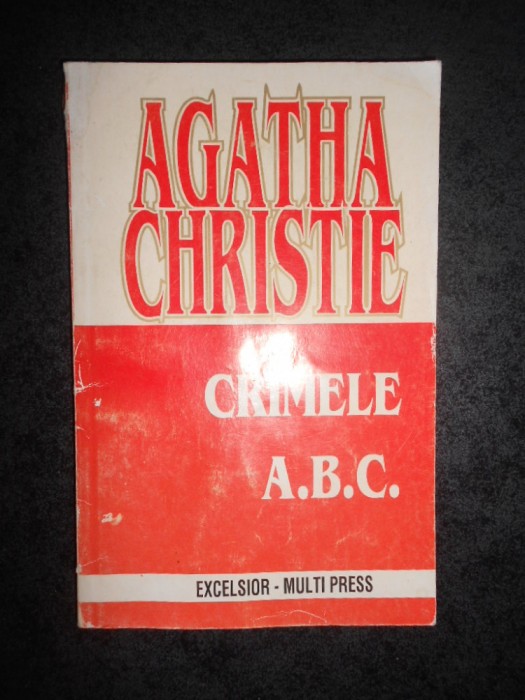 AGATHA
CHRISTIE
CRIMELE
A.B.C.
EXCELSIOR - MULTI PRESS